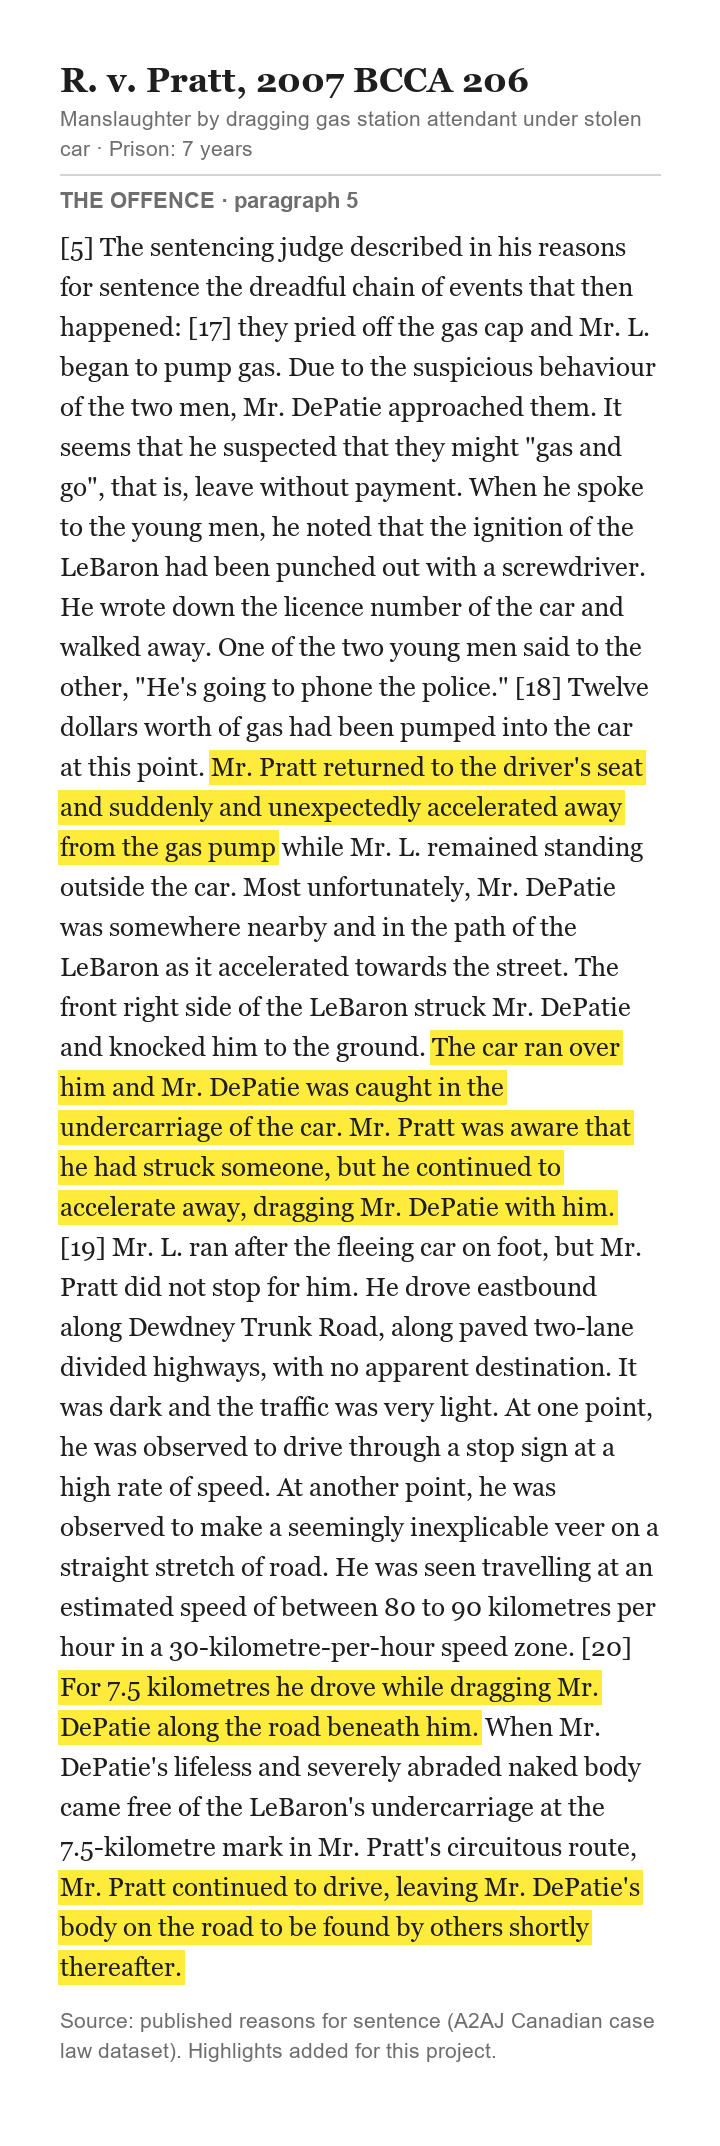 R. v. Pratt, 2007 BCCA 206
Manslaughter by dragging gas station attendant under stolen
car · Prison: 7 years
THE OFFENCE · paragraph 5
[5] The sentencing judge described in his reasons
for sentence the dreadful chain of events that then
happened: [17] they pried off the gas cap and Mr. L.
began to pump gas. Due to the suspicious behaviour
of the two men, Mr. DePatie approached them. It
seems that he suspected that they might "gas and
go", that is, leave without payment. When he spoke
to the young men, he noted that the ignition of the
LeBaron had been punched out with a screwdriver.
He wrote down the licence number of the car and
walked away. One of the two young men said to the
other, "He's going to phone the police." [18] Twelve
dollars worth of gas had been pumped into the car
at this point. Mr. Pratt returned to the driver's seat
and suddenly and unexpectedly accelerated away
from the gas pump while Mr. L. remained standing
outside the car. Most unfortunately, Mr. DePatie
was somewhere nearby and in the path of the
LeBaron as it accelerated towards the street. The
front right side of the LeBaron struck Mr. DePatie
and knocked him to the ground. The car ran over
him and Mr. DePatie was caught in the
undercarriage of the car. Mr. Pratt was aware that
he had struck someone, but he continued to
accelerate away, dragging Mr. DePatie with him.
[19] Mr. L. ran after the fleeing car on foot, but Mr.
Pratt did not stop for him. He drove eastbound
along Dewdney Trunk Road, along paved two-lane
divided highways, with no apparent destination. It
was dark and the traffic was very light. At one point,
he was observed to drive through a stop sign at a
high rate of speed. At another point, he was
observed to make a seemingly inexplicable veer on a
straight stretch of road. He was seen travelling at an
estimated speed of between 80 to 90 kilometres per
hour in a 30-kilometre-per-hour speed zone. [20]
For 7.5 kilometres he drove while dragging Mr.
DePatie along the road beneath him. When Mr.
DePatie's lifeless and severely abraded naked body
came free of the LeBaron's undercarriage at the
7.5-kilometre mark in Mr. Pratt's circuitous route,
Mr. Pratt continued to drive, leaving Mr. DePatie's
body on the road to be found by others shortly
thereafter.
Source: published reasons for sentence (A2AJ Canadian case
law dataset). Highlights added for this project.